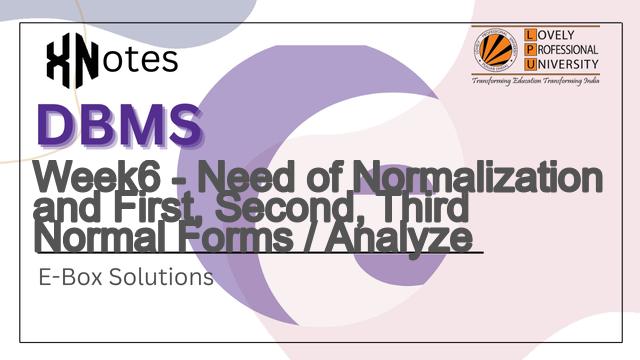 XNotes
LOVELY
PROFESSIONAL
UNIVERSITY
Transforming Education Transforming India
DBMS
Week6 - Need of Normalization
and First, Second, Third
Normal Forms / Analyze
E-Box Solutions